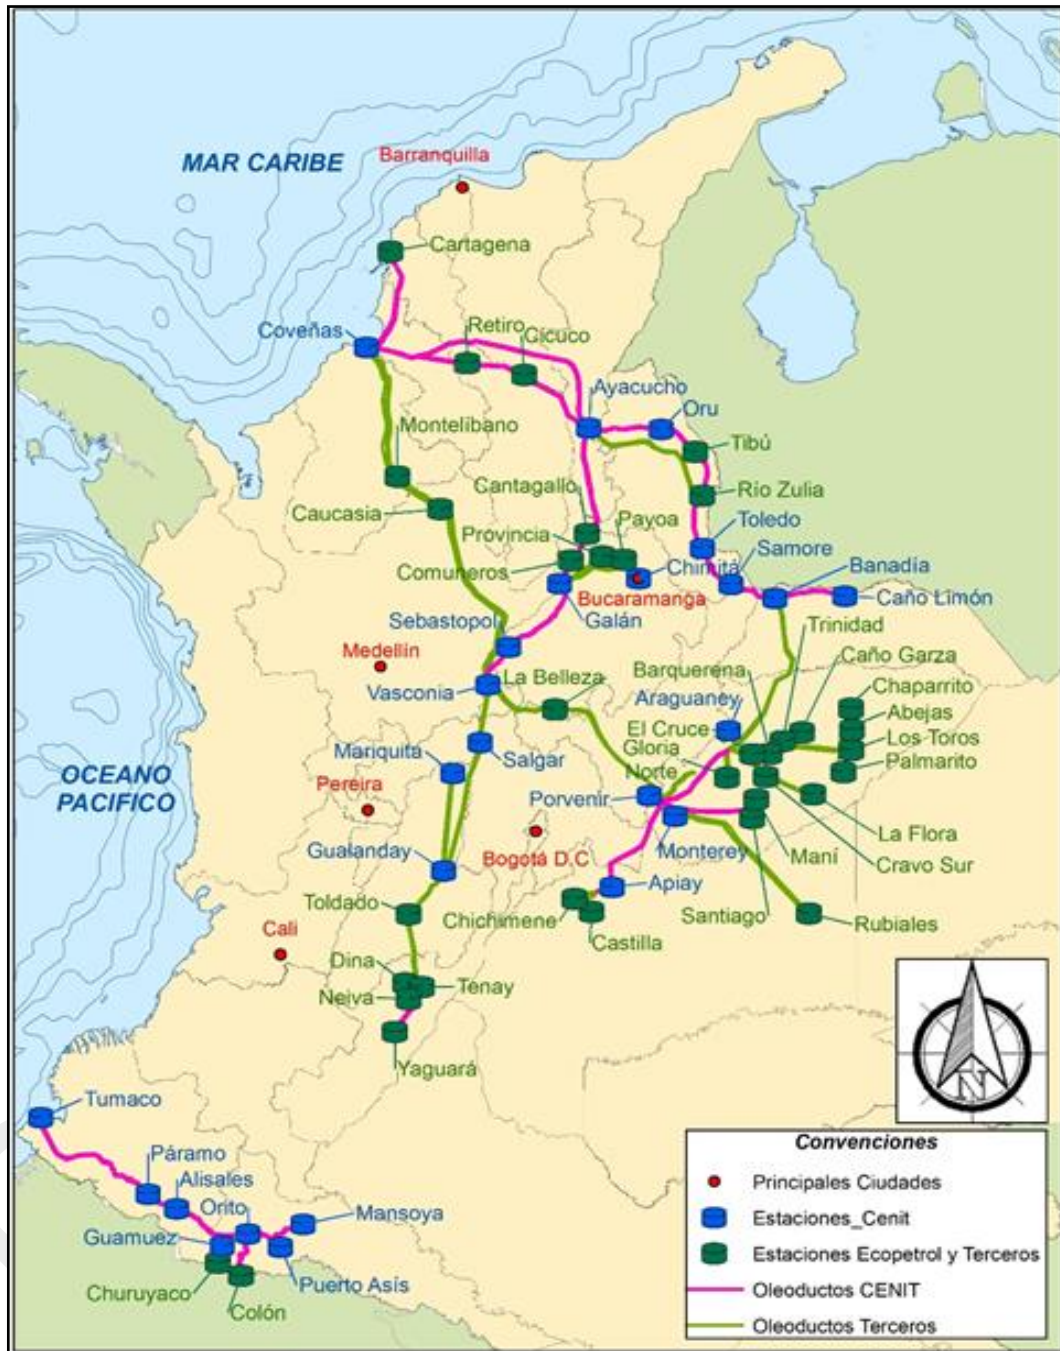 MAR CARIBE
Barranquilla
Cartagena
Coveñas
Retiro
Cicuco
Ayacucho
Oru
Tibú
Montelíbano
Río Zulia
Cantagallo
Caucasia
Payoa
Provincia
Toledo
Samore
Comuneros
Chimitá
Banadía
Bucaramanga
Caño Limón
Galán
Sebastopol
Trinidad
Medellín
Barquerena
Caño Garza
La Belleza
Vasconia
Araguaney
Chaparrito
El Cruce
Abejas
Gloria
Norte
Los Toros
Mariquita
Salgar
Palmarito
OCEANO
PACIFICO
Pereira
Porvenir
La Flora
Gualanday
Bogotá D.C
Monterey
Maní
Cravo Sur
Apiay
Toldado
Chichimene
Santiago
Rubiales
Cali
Castilla
Dina
Tenay
Neiva
Yaguará
N
Tumaco
Páramo
Alisales
Orito
Mansoya
Guamuez
Puerto Asís
Churuyaco
Colón
Convenciones
Principales Ciudades
Estaciones_Cenit
Estaciones Ecopetrol y Terceros
Oleoductos CENIT
Oleoductos Terceros